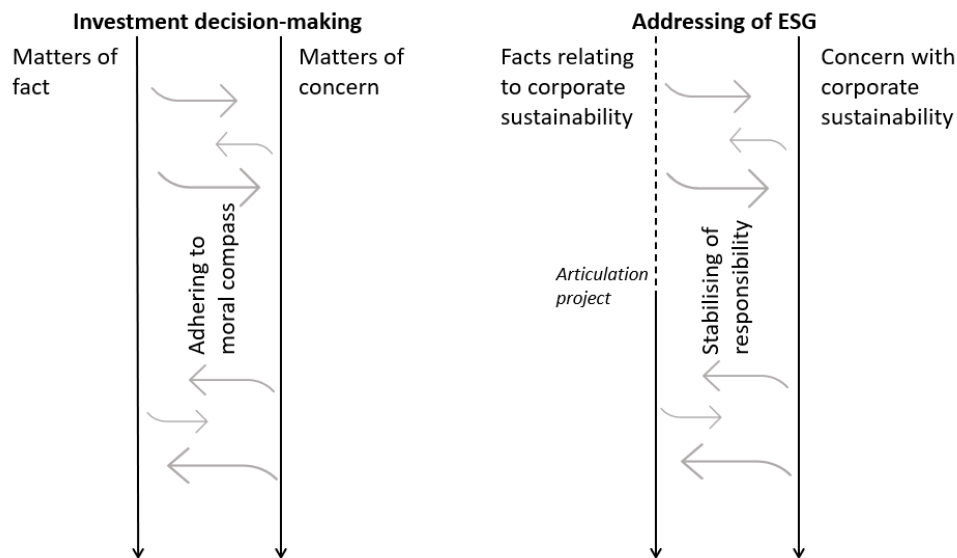 Investment decision-making
Matters of
fact
Matters of
concern
Adhering to
moral compass
Addressing of ESG
Facts relating
to corporate
sustainability
Concern with
corporate
sustainability
Articulation
project
Stabilising of
responsibility